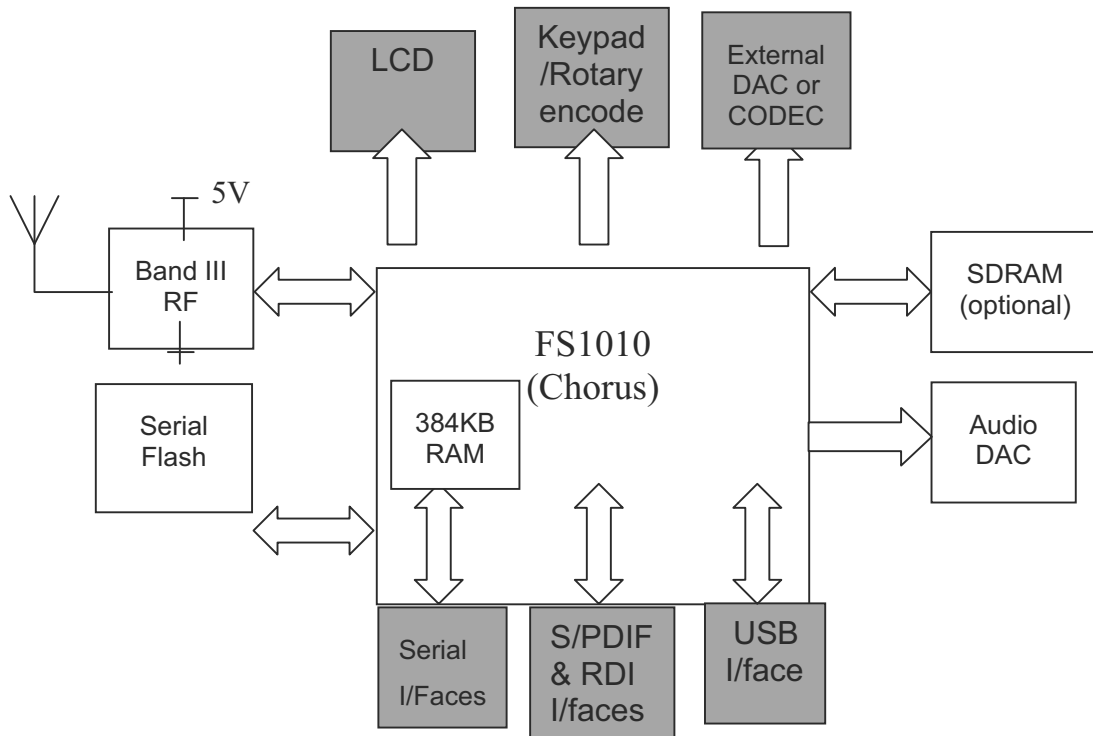 LCD
Keypad
/Rotary
encode
External
DAC or
CODEC
5V
Band III
RF
SDRAM
(optional)
FS1010
(Chorus)
384KB
RAM
Serial
Flash
Audio
DAC
Serial
I/Faces
S/PDIF
& RDI
I/faces
USB
I/face